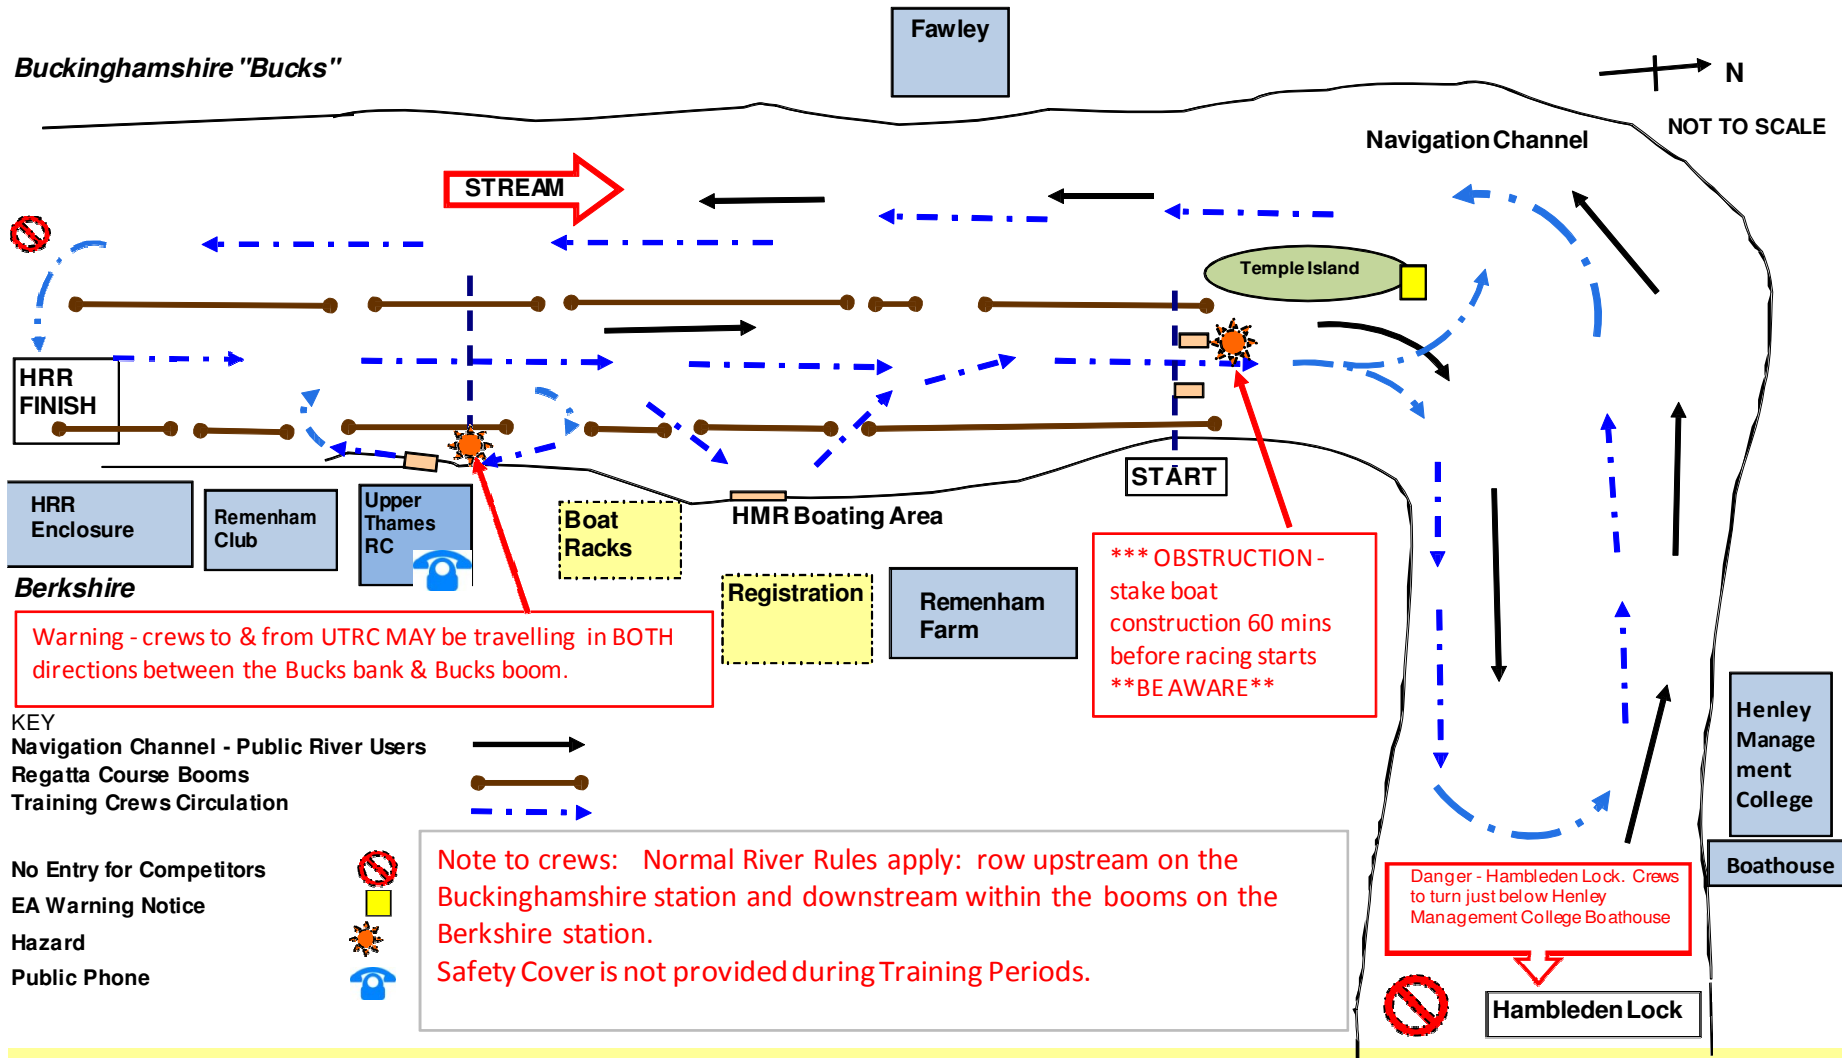 Fawley
Buckinghamshire "Bucks"
N
NOT TO SCALE
Navigation Channel
STREAM
Temple Island
HRR
FINISH
START
HRR
Enclosure
Remenham
Club
Upper
Thames
RC
Boat
Racks
HMR Boating Area
Registration
Remenham
Farm
*** OBSTRUCTION -
stake boat
construction 60 mins
before racing starts
**BE AWARE**
Berkshire
Warning - crews to & from UTRC MAY be travelling in BOTH
directions between the Bucks bank & Bucks boom.
Henley
Manage
ment
College
Boathouse
KEY
Navigation Channel - Public River Users
Regatta Course Booms
Training Crews Circulation
No Entry for Competitors
EA Warning Notice
Hazard
Public Phone
Note to crews: Normal River Rules apply: row upstream on the
Buckinghamshire station and downstream within the booms on the
Berkshire station.
Safety Cover is not provided during Training Periods.
Danger - Hambleden Lock. Crews
to turn just below Henley
Management College Boathouse
Hambleden Lock